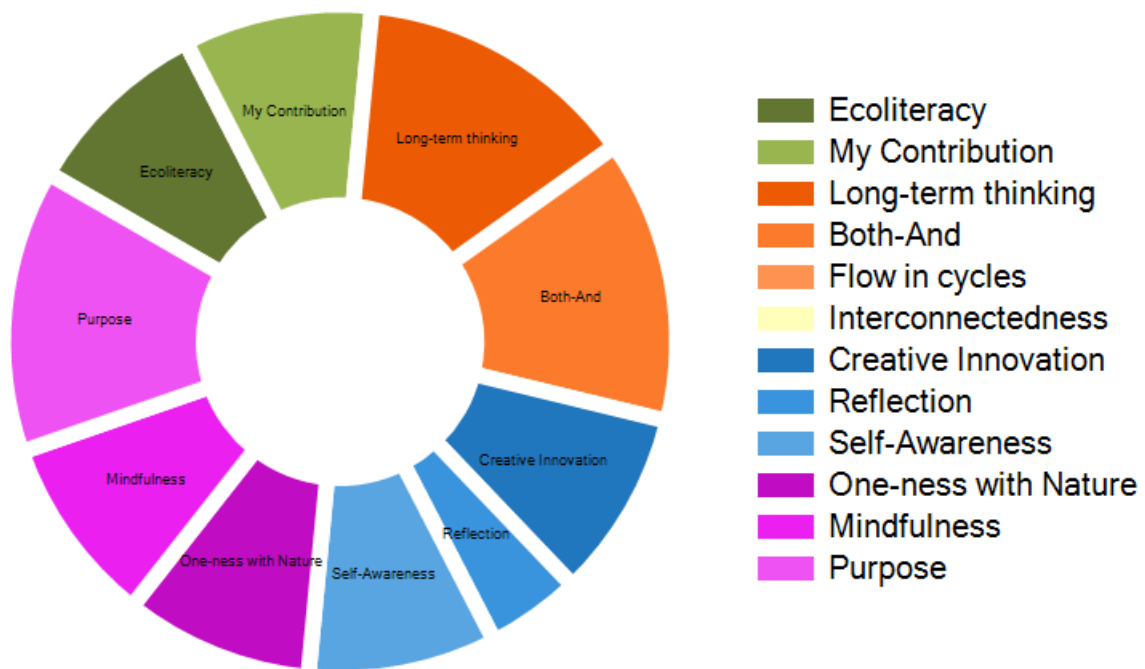 My Contribution
Long-term thinking
Ecoliteracy
Both-And
Purpose
Creative Innovation
Mindfulness
Reflection
One-ness with Nature
Self-Awareness
Ecoliteracy
My Contribution
Long-term thinking
Both-And
Flow in cycles
Interconnectedness
Creative Innovation
Reflection
Self-Awareness
One-ness with Nature
Mindfulness
Purpose